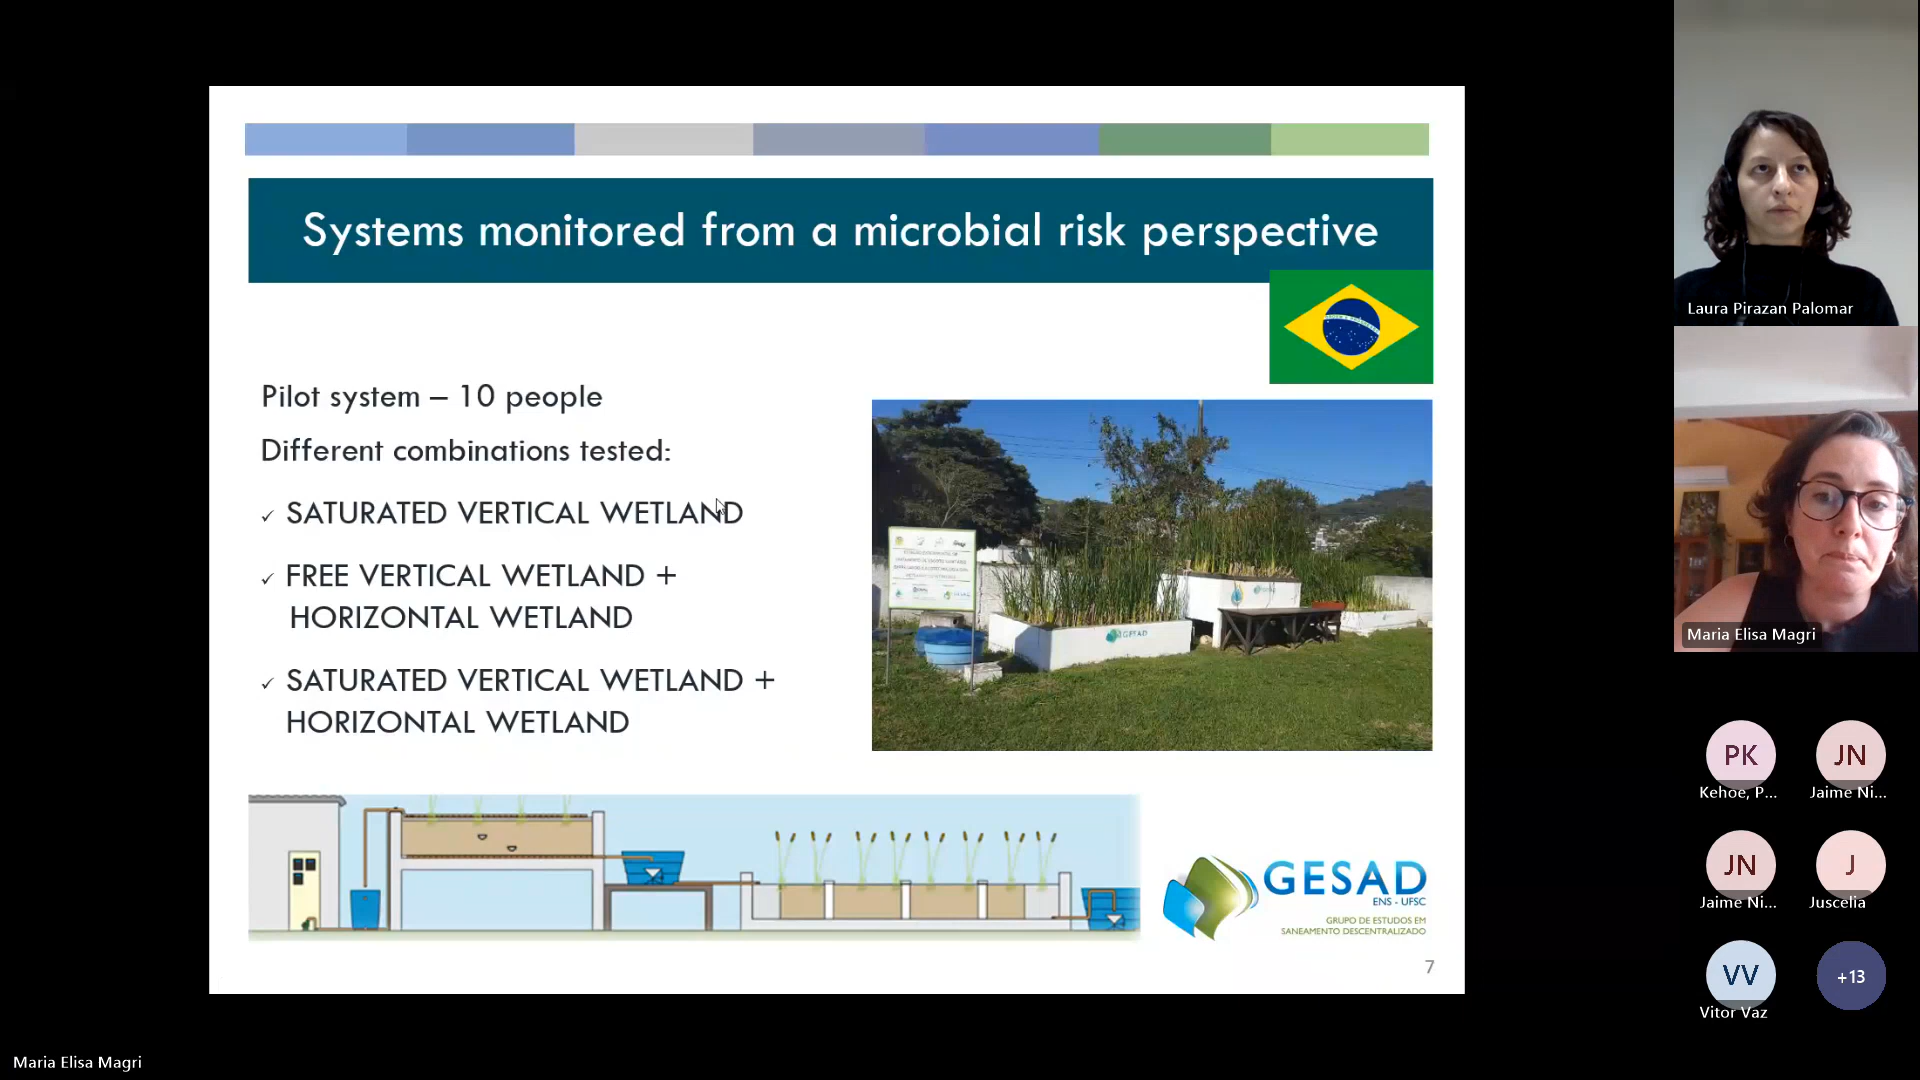 Systems monitored from a microbial risk perspective
Pilot system – 10 people
Different combinations tested:
✓ SATURATED VERTICAL WETLAND
✓ FREE VERTICAL WETLAND +
HORIZONTAL WETLAND
✓ SATURATED VERTICAL WETLAND +
HORIZONTAL WETLAND
GESAD
GESAD
ENS - UFSC
GRUPO DE ESTUDOS EM
SANEAMENTO DESCENTRALIZADO
7
Laura Pirazan Palomar
Maria Elisa Magri
PK
Kehoe, P...
JN
Jaime Ni...
JN
Jaime Ni...
J
Juscelia
VV
Vitor Vaz
+13
Maria Elisa Magri